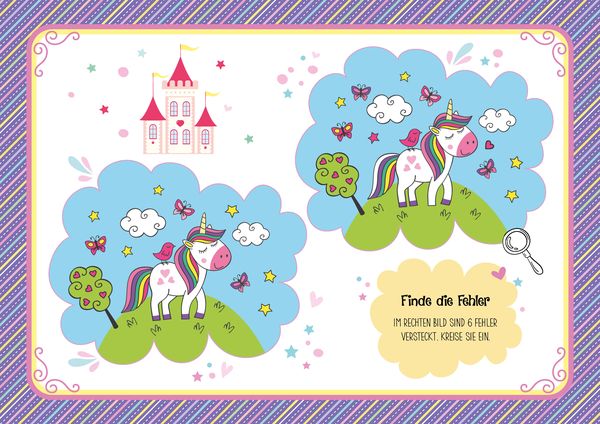 Finde die Fehler
IM RECHTEN BILD SIND 6 FEHLER
VERSTECKT. KREISE SIE EIN.